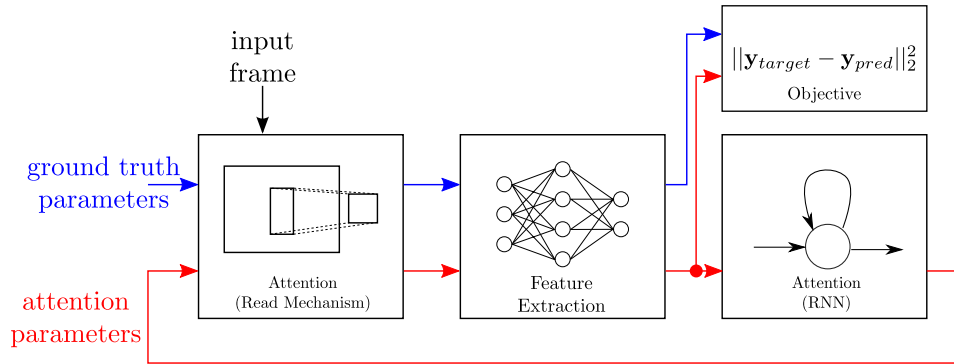 input
frame
||y_target − y_pred||₂²
Objective
ground truth
parameters
Attention
(Read Mechanism)
Feature
Extraction
Attention
(RNN)
attention
parameters